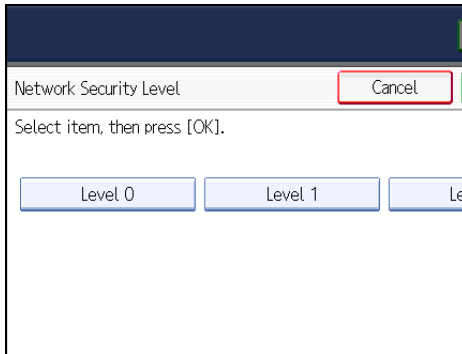 Network Security Level Cancel
Select item, then press [OK].
Level 0 Level 1